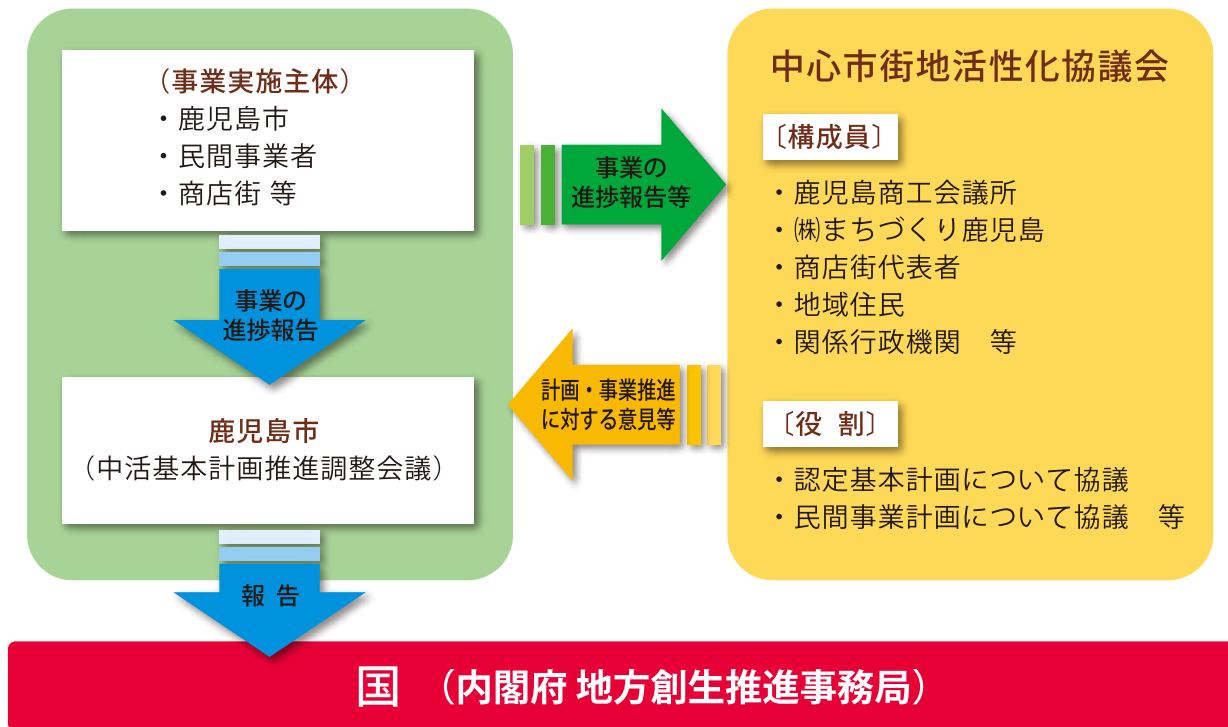 （事業実施主体）
・鹿児島市
・民間事業者
・商店街 等
事業の
進捗報告
鹿児島市
（中活基本計画推進調整会議）
報 告
事業の
進捗報告等
計画・事業推進
に対する意見等
中心市街地活性化協議会
〔構成員〕
・鹿児島商工会議所
・㈱まちづくり鹿児島
・商店街代表者
・地域住民
・関係行政機関　等
〔役 割〕
・認定基本計画について協議
・民間事業計画について協議　等
国　（内閣府 地方創生推進事務局）